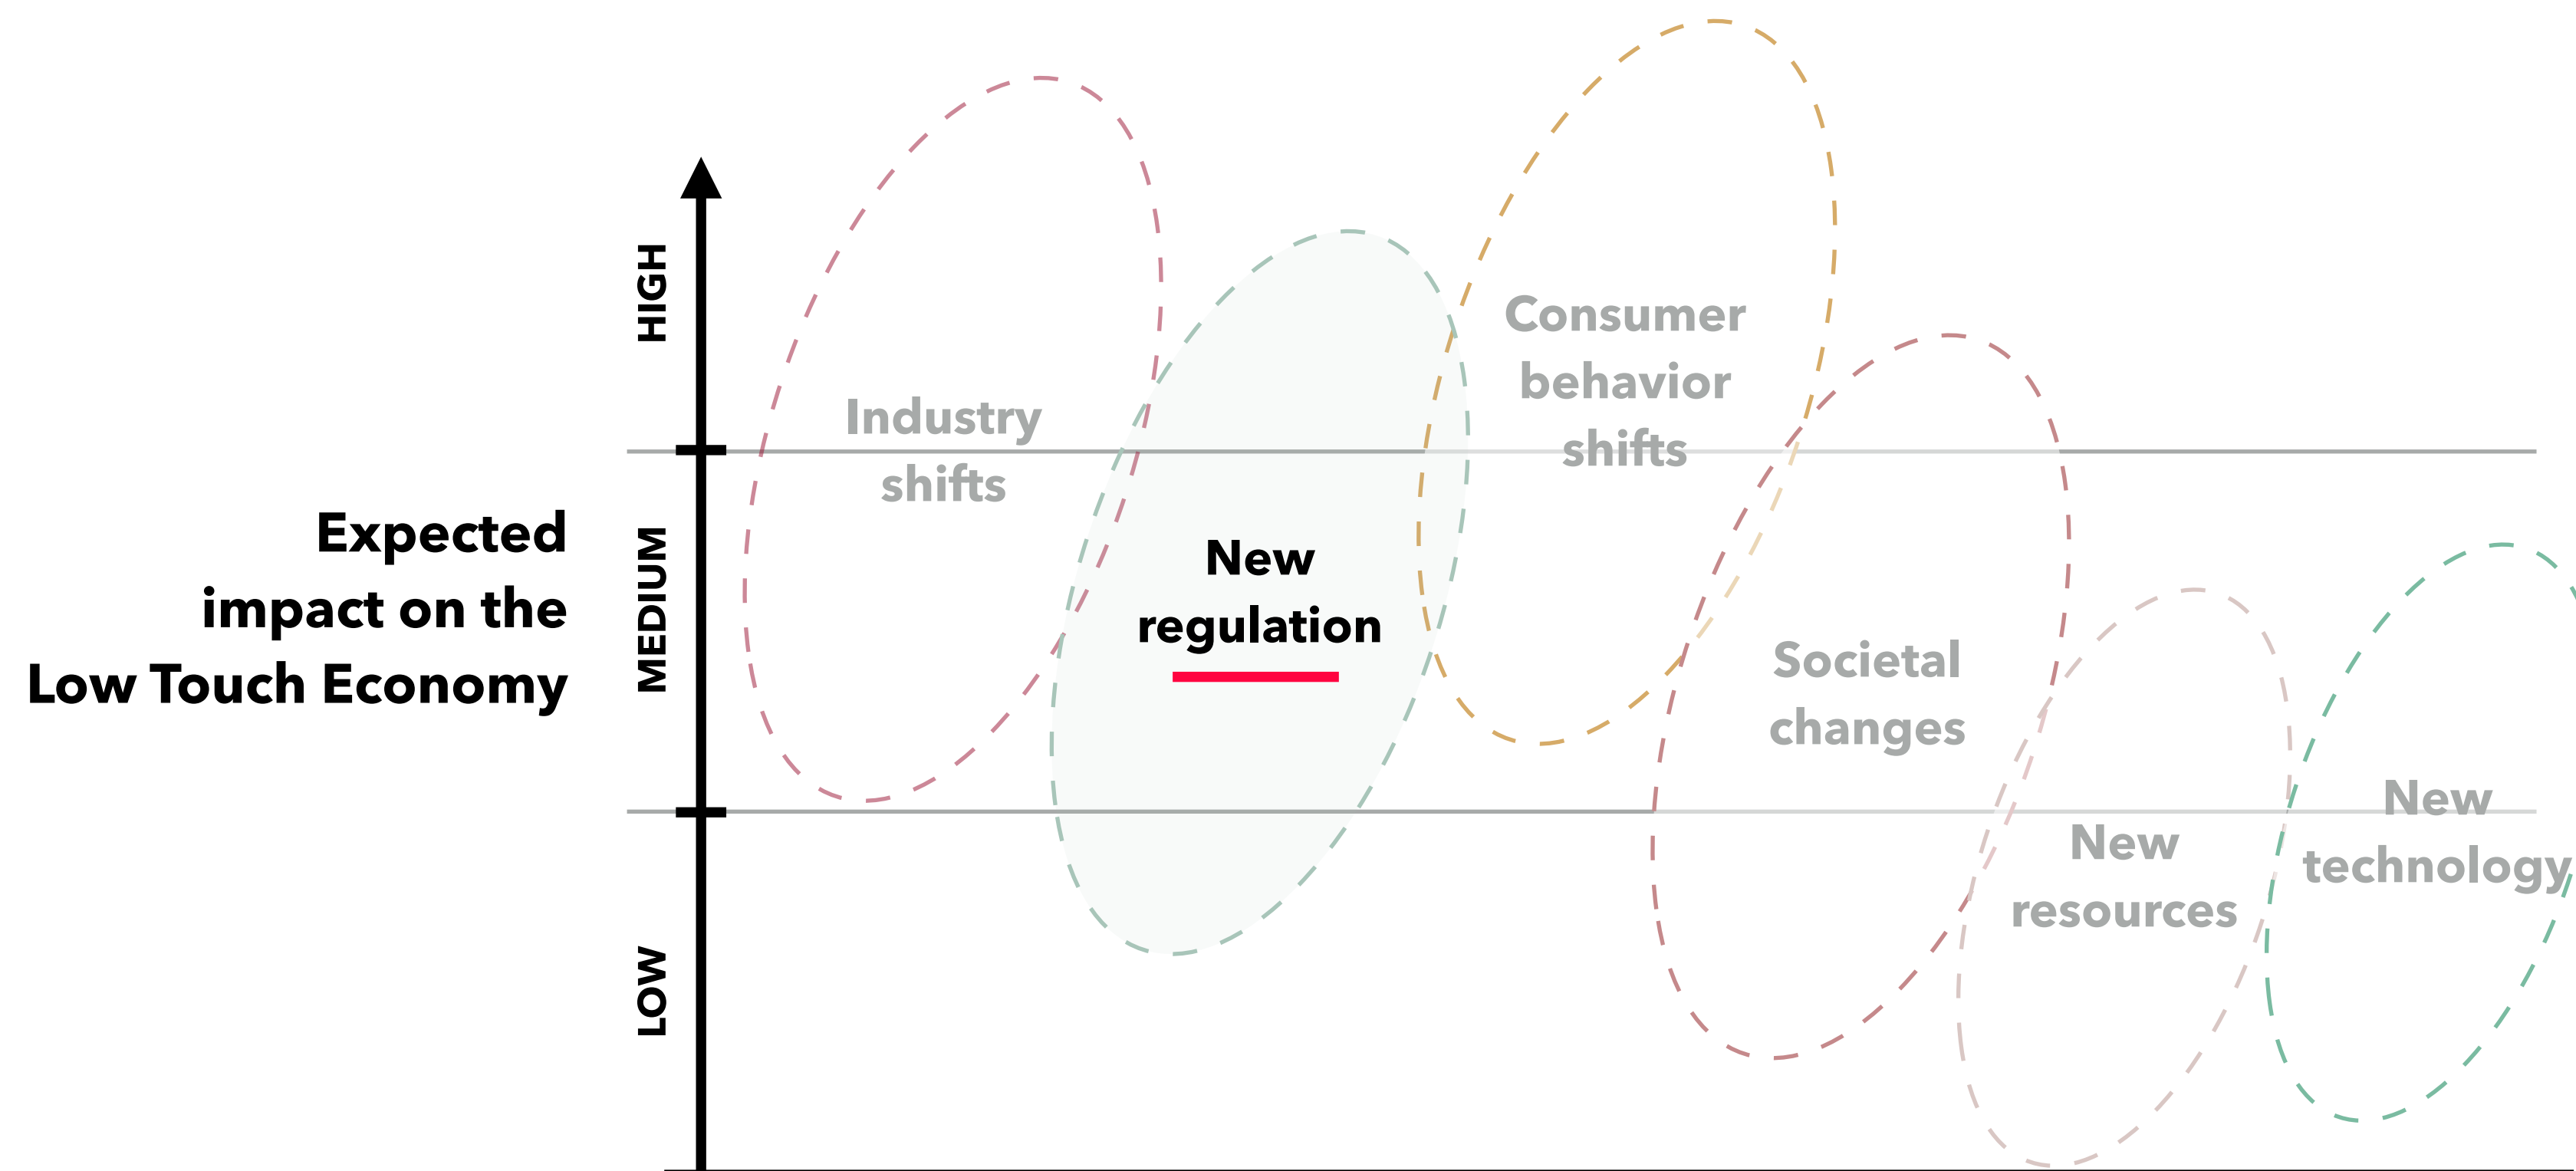 Expected
impact on the
Low Touch Economy
HIGH
MEDIUM
LOW
Industry
shifts
New
regulation
Consumer
behavior
shifts
Societal
changes
New
resources
New
technology